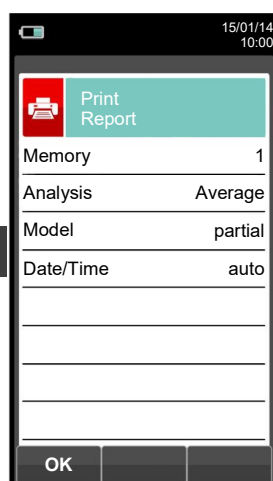 15/01/14
10:00
Print
Report
Memory 1
Analysis Average
Model partial
Date/Time auto
OK